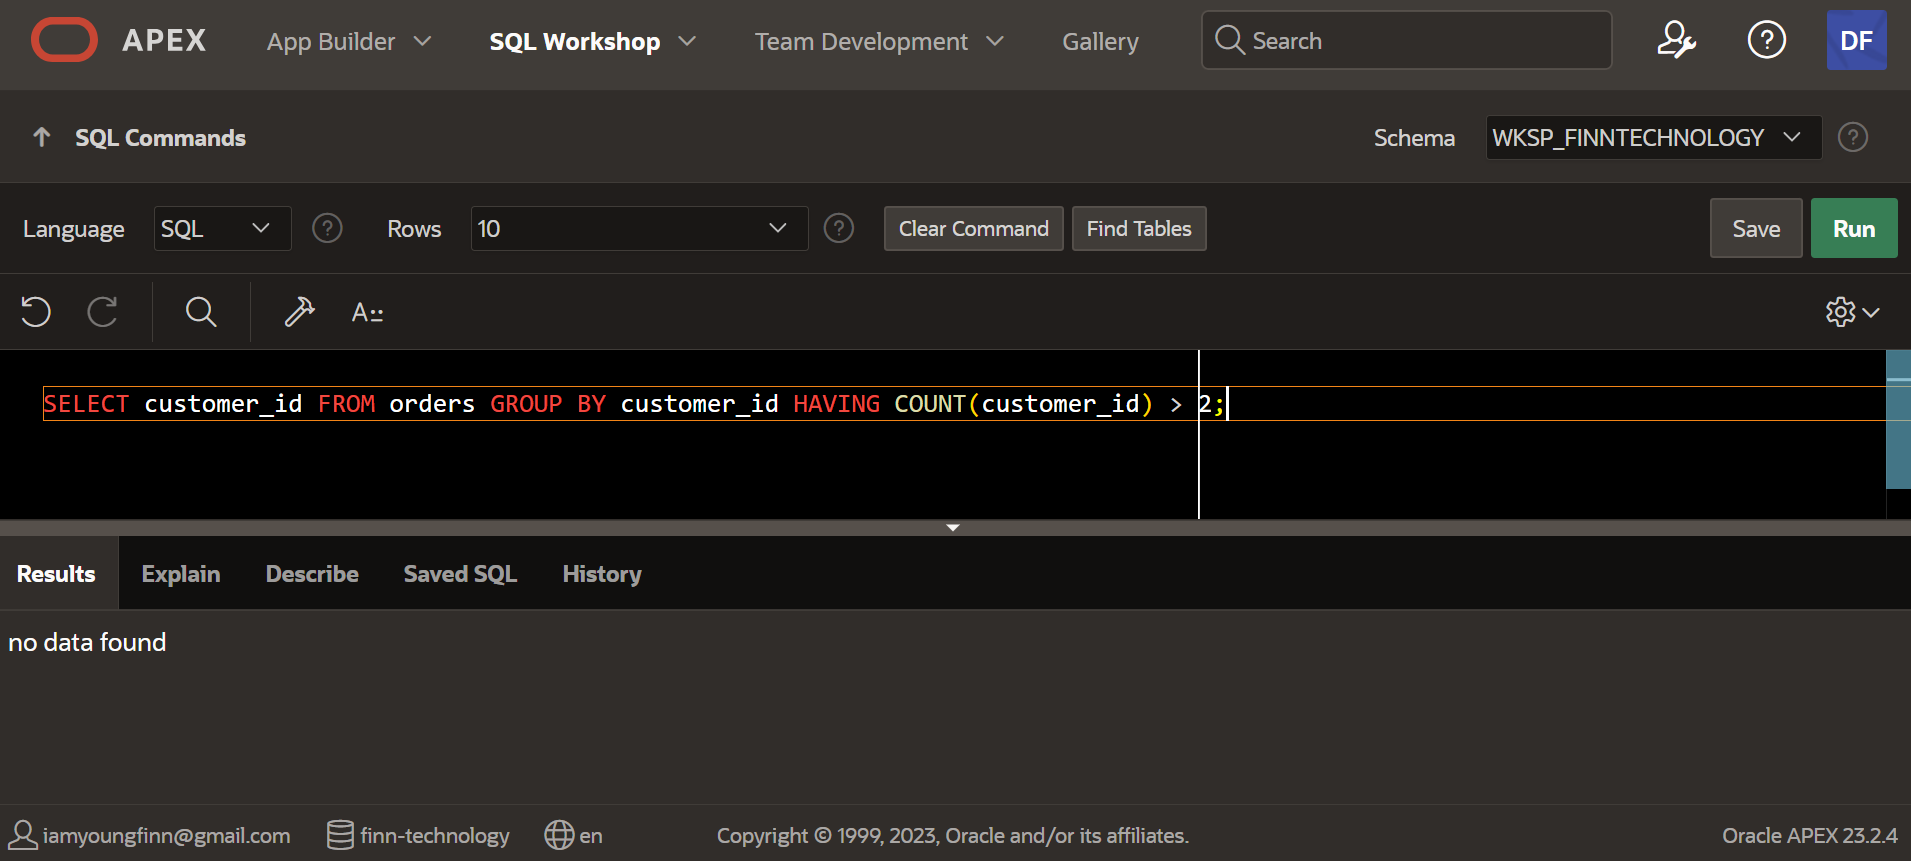 APEX App Builder SQL Workshop Team Development Gallery Search ? DF
SQL Commands Schema WKSP_FINNTECHNOLOGY ?
Language SQL ? Rows 10 ? Clear Command Find Tables Save Run
A::
SELECT customer_id FROM orders GROUP BY customer_id HAVING COUNT(customer_id) > 2;
Results Explain Describe Saved SQL History
no data found
iamyoungfinn@gmail.com finn-technology en Copyright © 1999, 2023, Oracle and/or its affiliates. Oracle APEX 23.2.4